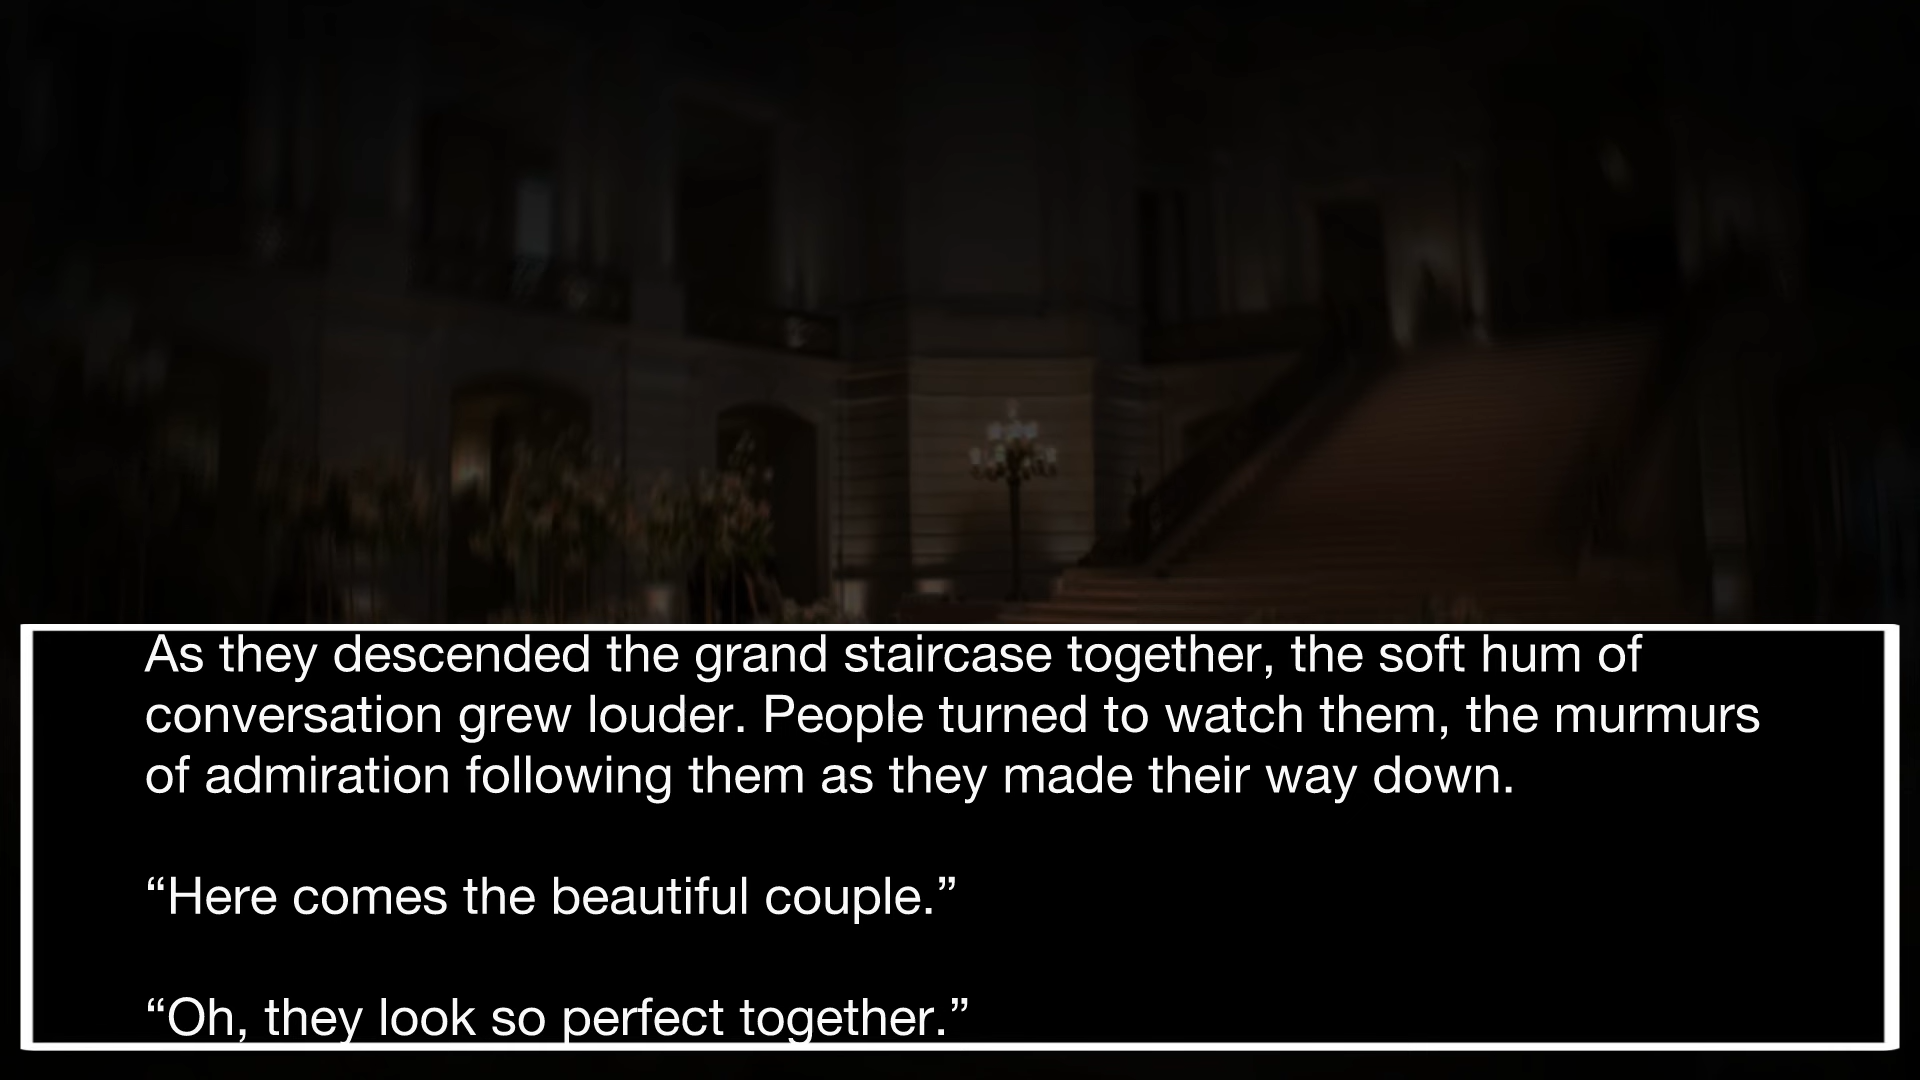 As they descended the grand staircase together, the soft hum of
conversation grew louder. People turned to watch them, the murmurs
of admiration following them as they made their way down.
“Here comes the beautiful couple.”
“Oh, they look so perfect together.”